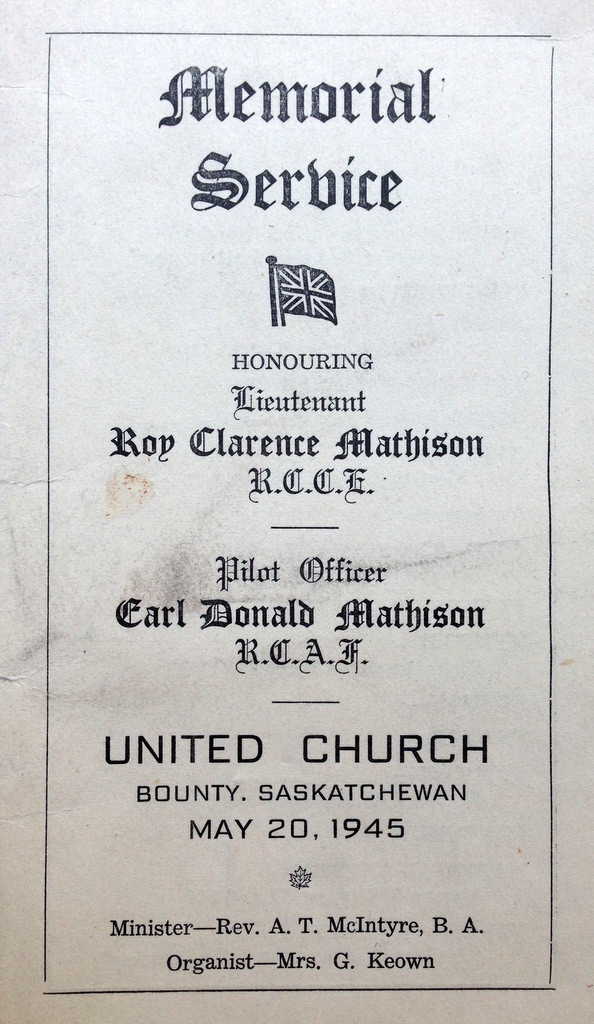 Memorial
Service
HONOURING
Lieutenant
Roy Clarence Mathison
R.C.C.E.
Pilot Officer
Earl Donald Mathison
R.C.A.F.
UNITED CHURCH
BOUNTY, SASKATCHEWAN
MAY 20, 1945
Minister—Rev. A. T. McIntyre, B. A.
Organist—Mrs. G. Keown